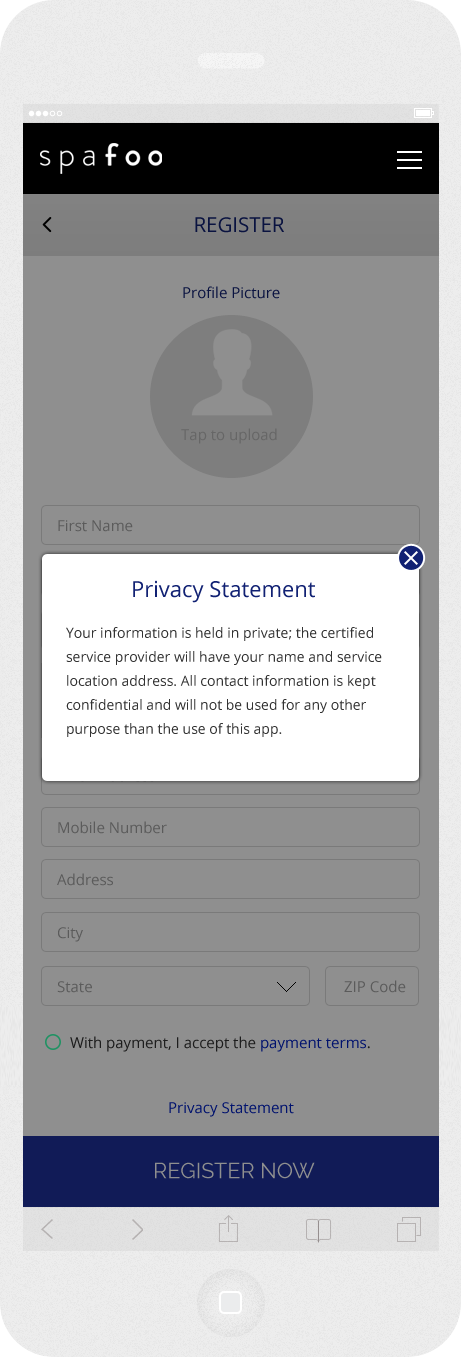 spafoo
REGISTER
Profile Picture
Tap to upload
First Name
Privacy Statement
Your information is held in private; the certified
service provider will have your name and service
location address. All contact information is kept
confidential and will not be used for any other
purpose than the use of this app.
Mobile Number
Address
City
State
ZIP Code
With payment, I accept the payment terms.
Privacy Statement
REGISTER NOW